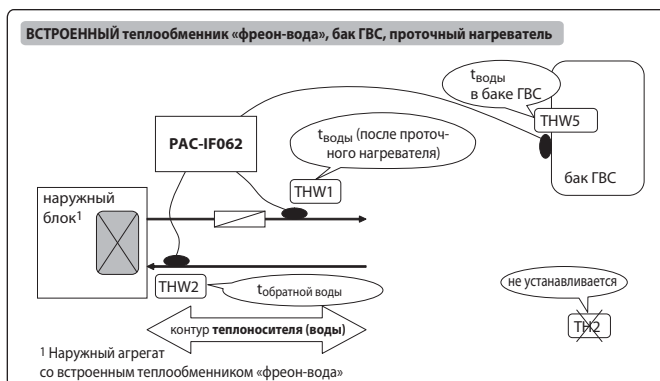 ВСТРОЕННЫЙ теплообменник «фреон-вода», бак ГВС, проточный нагреватель
tводы
в баке ГВС
THW5
PAC-IF062
tводы (после проточ-
ного нагревателя)
THW1
бак ГВС
наружный
блок1
THW2
tобратной воды
не устанавливается
TH2
контур теплоносителя (воды)
1 Наружный агрегат
со встроенным теплообменником «фреон-вода»